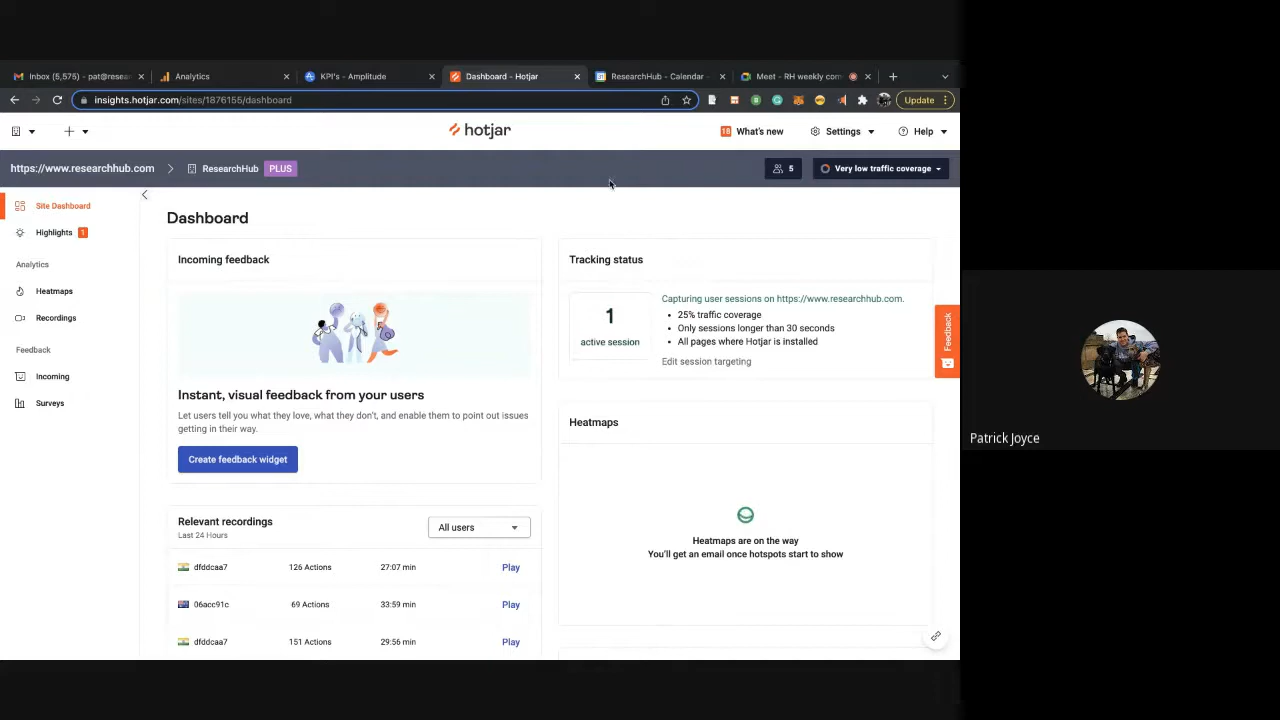 Inbox (5,575) - pat@resea
Analytics
KPI's - Amplitude
Dashboard - Hotjar
ResearchHub - Calendar
Meet - RH weekly com
insights.hotjar.com/sites/1876155/dashboard
Update
hotjar
18 What's new
Settings
Help
https://www.researchhub.com
ResearchHub
PLUS
5
Very low traffic coverage
Site Dashboard
Highlights 1
Analytics
Heatmaps
Recordings
Feedback
Incoming
Surveys
Dashboard
Incoming feedback
Instant, visual feedback from your users
Let users tell you what they love, what they don't, and enable them to point out issues
getting in their way.
Create feedback widget
Relevant recordings
Last 24 Hours
All users
dfddcaa7 126 Actions 27:07 min Play
06acc91c 69 Actions 33:59 min Play
dfddcaa7 151 Actions 29:56 min Play
Tracking status
1
active session
Capturing user sessions on https://www.researchhub.com.
• 25% traffic coverage
• Only sessions longer than 30 seconds
• All pages where Hotjar is installed
Edit session targeting
Heatmaps
Heatmaps are on the way
You'll get an email once hotspots start to show
Feedback
Patrick Joyce